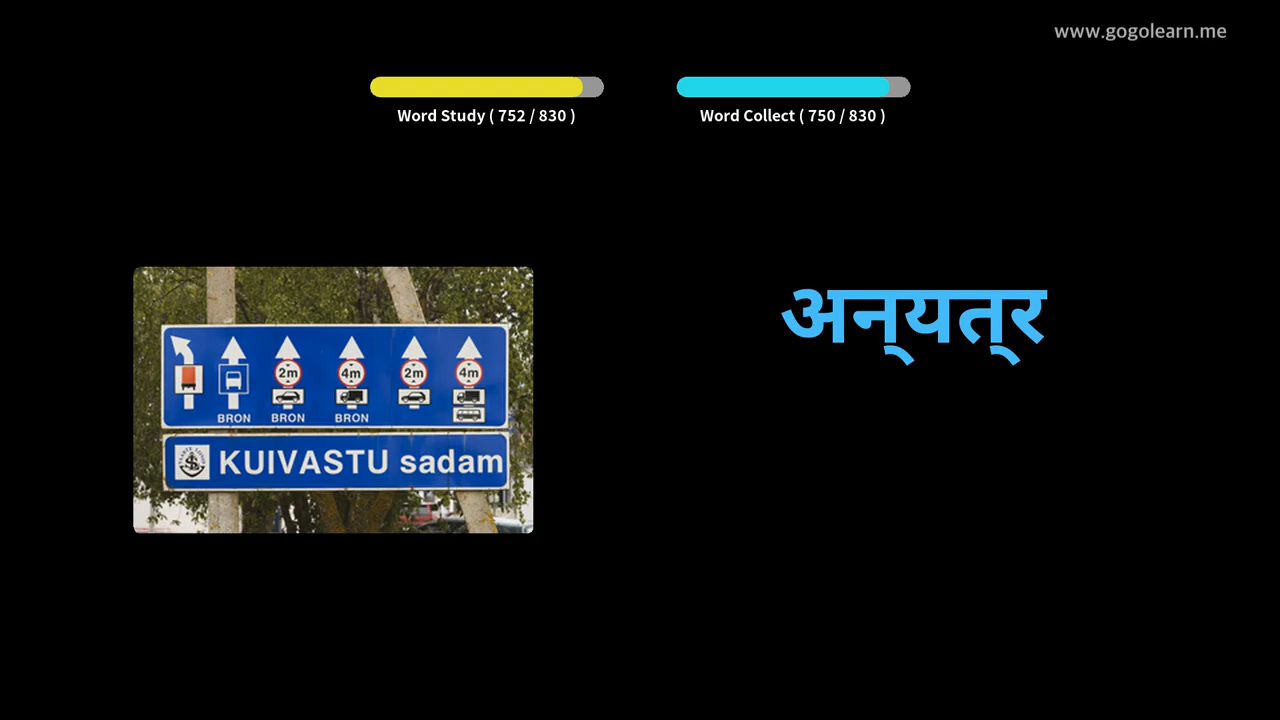 www.gogolearn.me
Word Study ( 752 / 830 )
Word Collect ( 750 / 830 )
अन्‌यत्‌र
2m 4m 2m 4m
BRON BRON BRON
KUIVASTU sadam